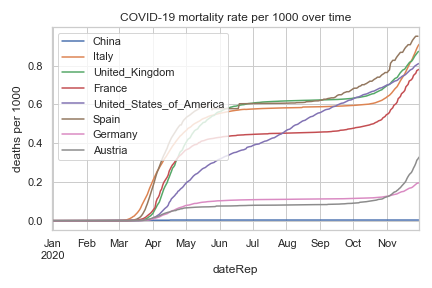 COVID-19 mortality rate per 1000 over time
China
Italy
United_Kingdom
France
United_States_of_America
Spain
Germany
Austria
deaths per 1000
0.8
0.6
0.4
0.2
0.0
Jan Feb Mar Apr May Jun Jul Aug Sep Oct Nov
2020
dateRep